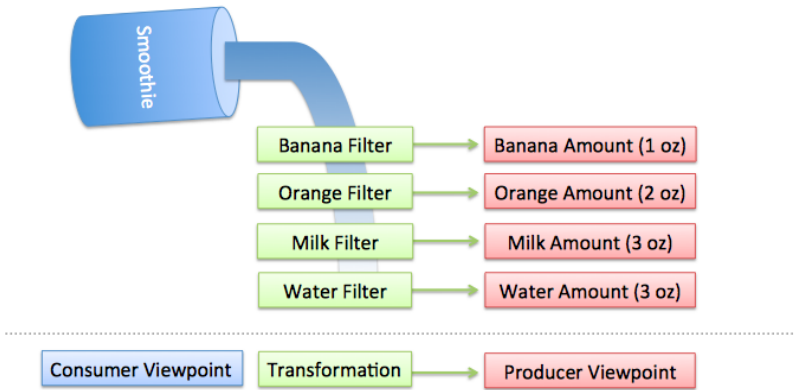 Smoothie
Banana Filter
Banana Amount (1 oz)
Orange Filter
Orange Amount (2 oz)
Milk Filter
Milk Amount (3 oz)
Water Filter
Water Amount (3 oz)
Consumer Viewpoint
Transformation
Producer Viewpoint